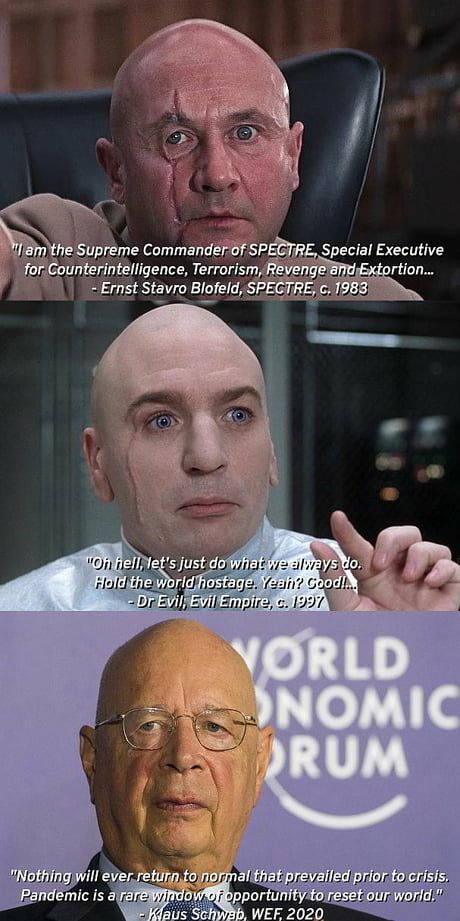 "I am the Supreme Commander of SPECTRE, Special Executive
for Counterintelligence, Terrorism, Revenge and Extortion...
- Ernst Stavro Blofeld, SPECTRE, c. 1983
"Oh hell, let's just do what we always do.
Hold the world hostage. Yeah? Good!...
- Dr Evil, Evil Empire, c. 1997
WORLD
ONOMIC
ORUM
"Nothing will ever return to normal that prevailed prior to crisis.
Pandemic is a rare window of opportunity to reset our world."
- Klaus Schwab, WEF, 2020